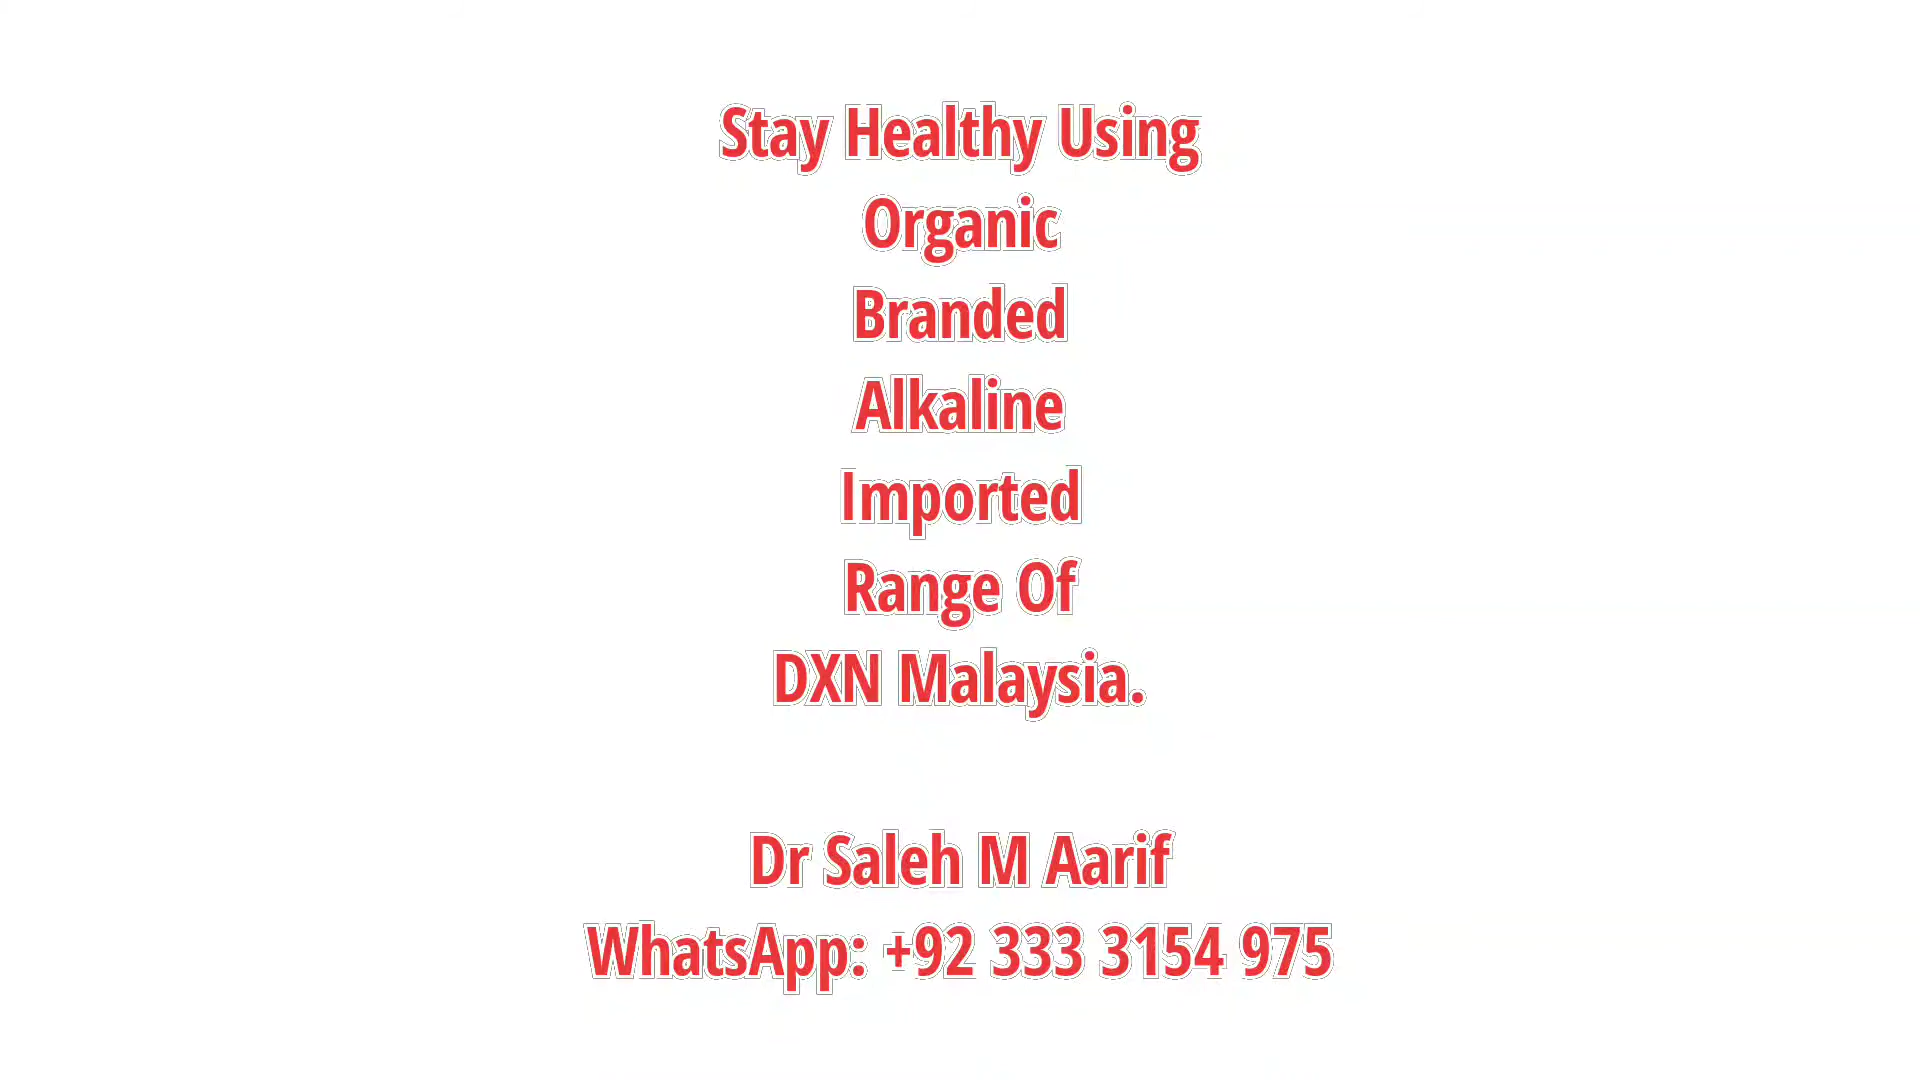 Stay Healthy Using
Organic
Branded
Alkaline
Imported
Range Of
DXN Malaysia.
Dr Saleh M Aarif
WhatsApp: +92 333 3154 975